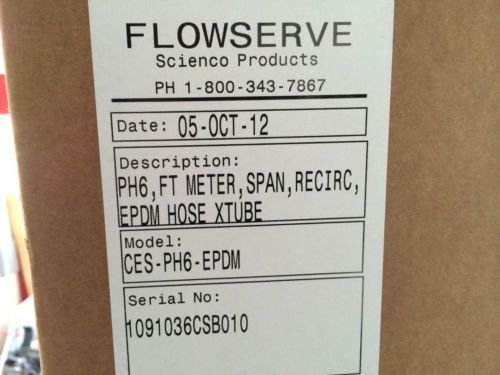 FLOWSERVE
Scienco Products
PH 1-800-343-7867
Date: 05-OCT-12
Description:
PH6,FT METER,SPAN,RECIRC,
EPDM HOSE XTUBE
Model:
CES-PH6-EPDM
Serial No:
1091036CSB010